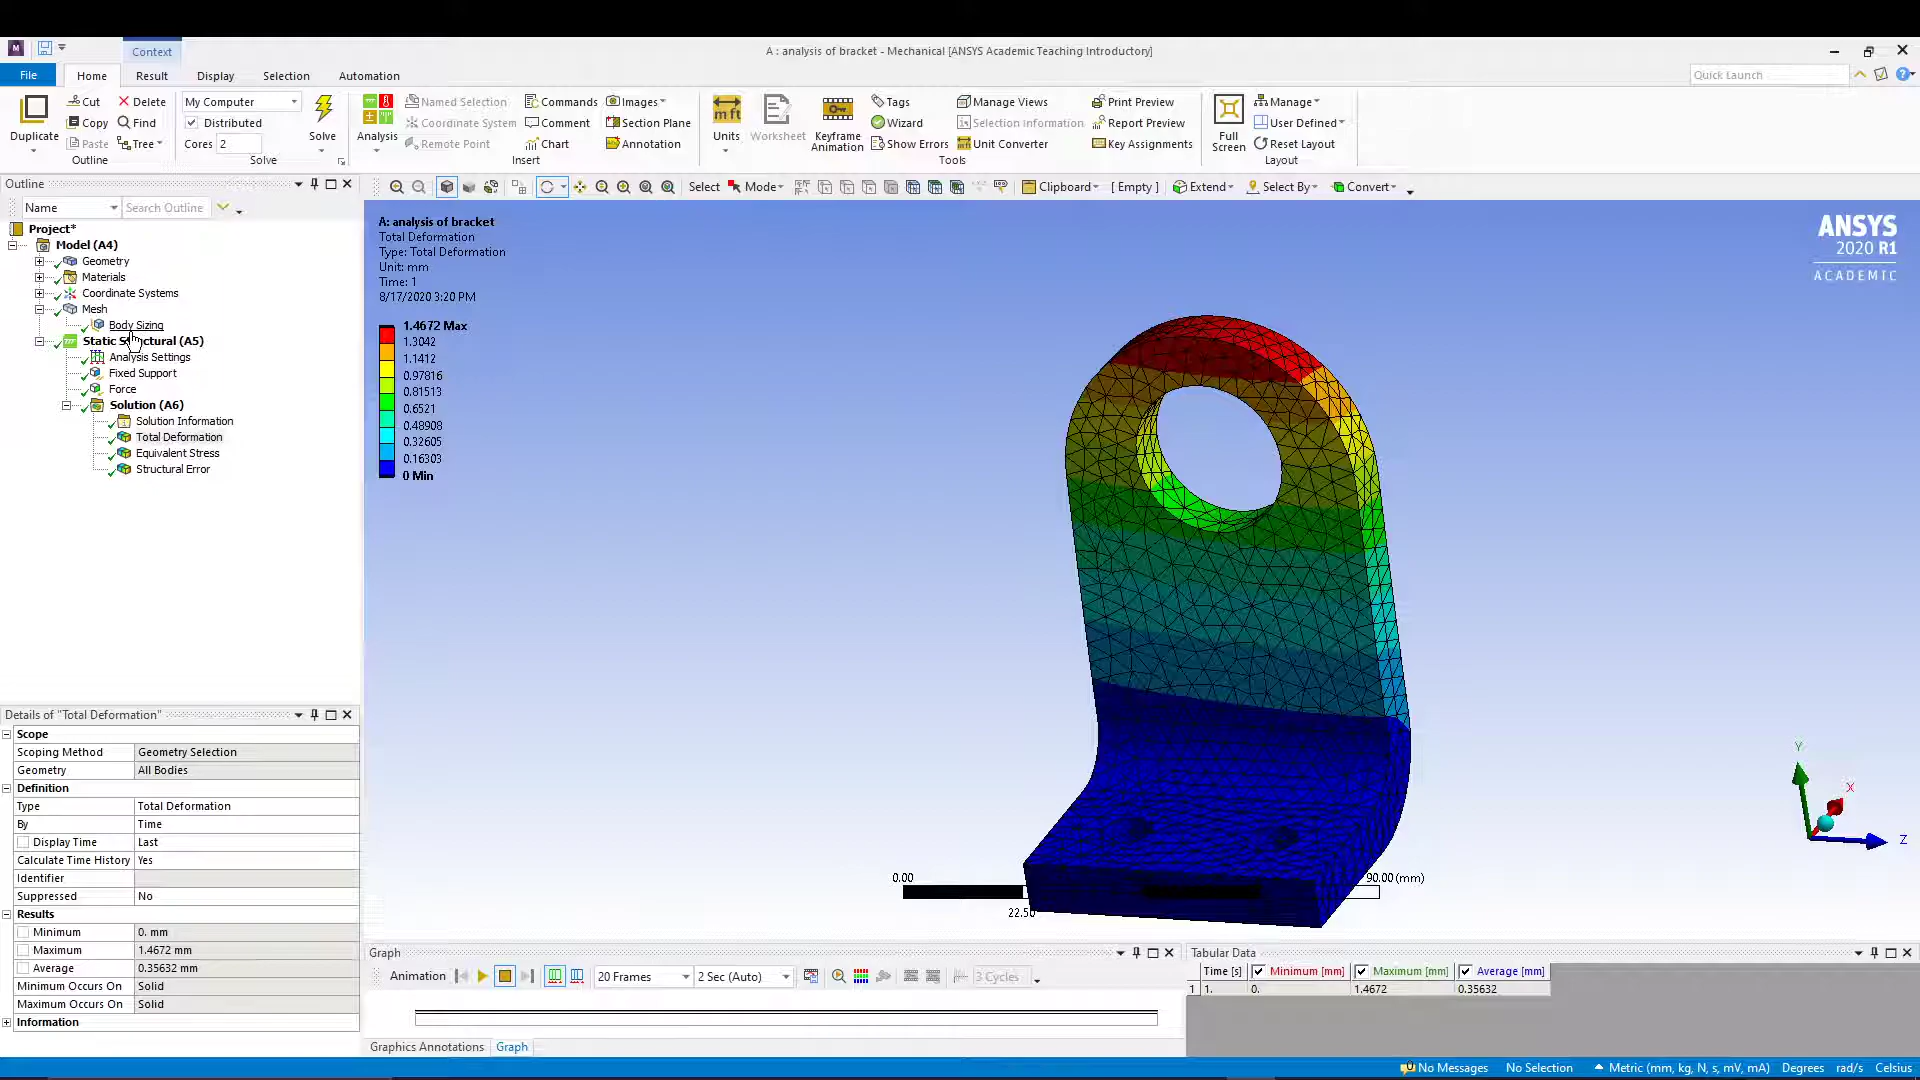 Context
A : analysis of bracket - Mechanical [ANSYS Academic Teaching Introductory]
File Home Result Display Selection Automation
Quick Launch
Duplicate
Cut
Copy
Paste
Delete
Find
Tree
Outline
My Computer
Distributed
Cores 2
Solve
Solve
Analysis
Named Selection
Coordinate System
Remote Point
Commands
Comment
Chart
Images
Section Plane
Annotation
Insert
Units
Worksheet
Keyframe
Animation
Tags
Wizard
Show Errors
Manage Views
Selection Information
Unit Converter
Print Preview
Report Preview
Key Assignments
Tools
Full
Screen
Manage
User Defined
Reset Layout
Layout
Outline
Name Search Outline
Select Mode Clipboard [ Empty ] Extend Select By Convert
Project*
Model (A4)
Geometry
Materials
Coordinate Systems
Mesh
Body Sizing
Static Structural (A5)
Analysis Settings
Fixed Support
Force
Solution (A6)
Solution Information
Total Deformation
Equivalent Stress
Structural Error
A: analysis of bracket
Total Deformation
Type: Total Deformation
Unit: mm
Time: 1
8/17/2020 3:20 PM
1.4672 Max
1.3042
1.1412
0.97816
0.81513
0.6521
0.48908
0.32605
0.16303
0 Min
ANSYS
2020 R1
ACADEMIC
Y
X
Z
0.00
90.00 (mm)
22.50
Details of "Total Deformation"
Scope
Scoping Method Geometry Selection
Geometry All Bodies
Definition
Type Total Deformation
By Time
Display Time Last
Calculate Time History Yes
Identifier
Suppressed No
Results
Minimum 0. mm
Maximum 1.4672 mm
Average 0.35632 mm
Minimum Occurs On Solid
Maximum Occurs On Solid
Information
Graph
Animation 20 Frames 2 Sec (Auto) 3 Cycles
Graphics Annotations Graph
Tabular Data
Time [s] Minimum [mm] Maximum [mm] Average [mm]
1 1. 0. 1.4672 0.35632
No Messages No Selection Metric (mm, kg, N, s, mV, mA) Degrees rad/s Celsius